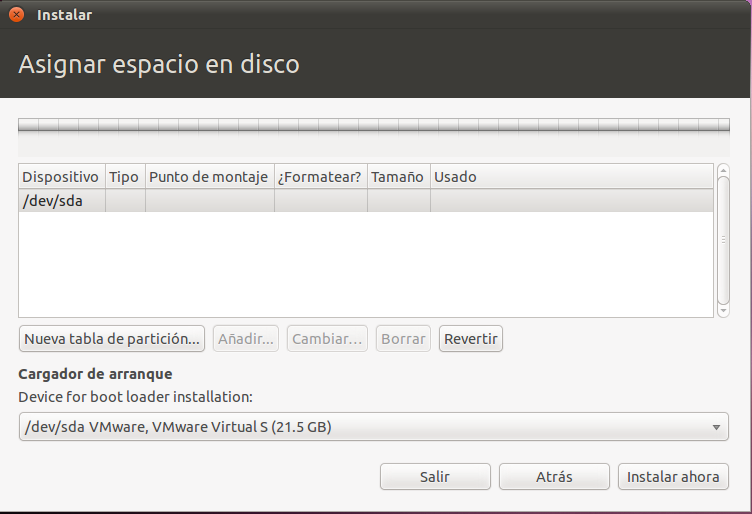 Instalar
Asignar espacio en disco
Dispositivo Tipo Punto de montaje ¿Formatear? Tamaño Usado
/dev/sda
Nueva tabla de partición... Añadir... Cambiar... Borrar Revertir
Cargador de arranque
Device for boot loader installation:
/dev/sda VMware, VMware Virtual S (21.5 GB)
Salir Atrás Instalar ahora